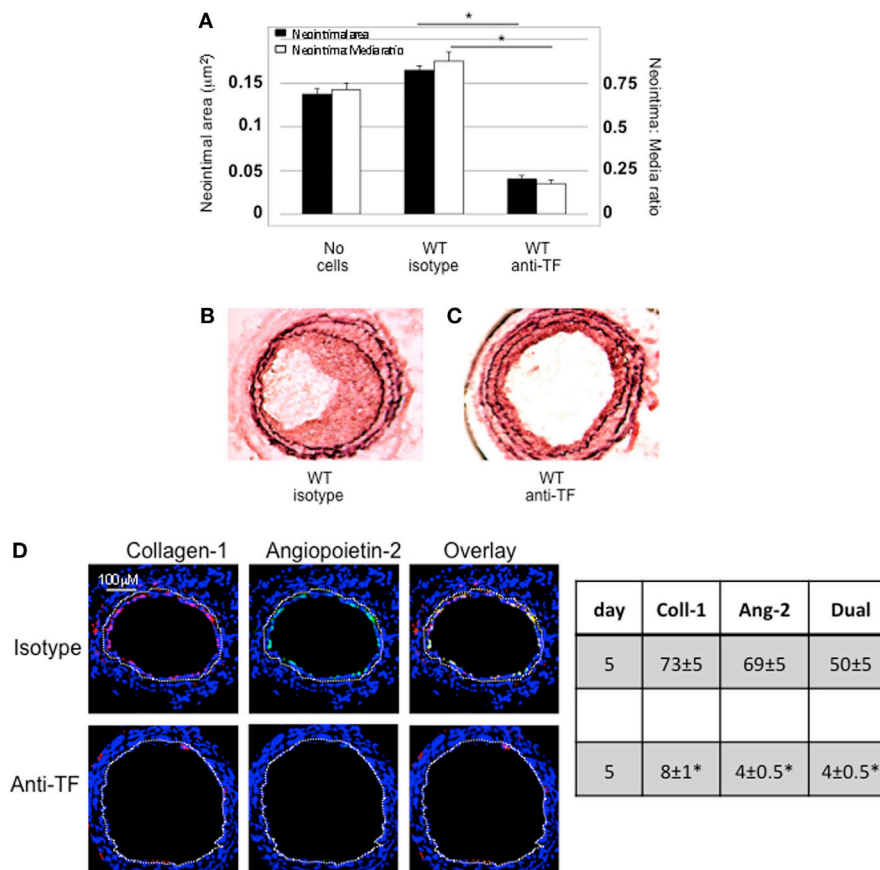 A
Neointimal area
Neointima: Media ratio
*
*
Neointimal area (μm²)
0.15
0.1
0.05
0
0.75
0.5
0.25
0
Neointima: Media ratio
No cells
WT isotype
WT anti-TF
B
C
WT isotype
WT anti-TF
D
Collagen-1 Angiopoietin-2 Overlay
100 μM
Isotype
Anti-TF
day Coll-1 Ang-2 Dual
5 73±5 69±5 50±5
5 8±1* 4±0.5* 4±0.5*